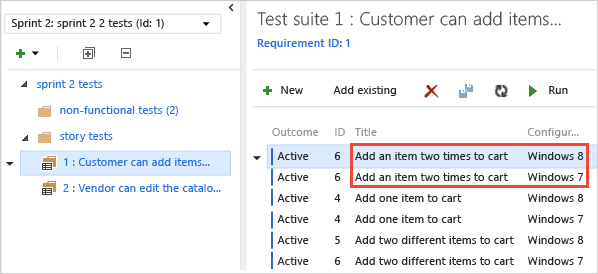 Sprint 2: sprint 2 2 tests (Id: 1)
sprint 2 tests
non-functional tests (2)
story tests
1 : Customer can add items...
2 : Vendor can edit the catalo...
Test suite 1 : Customer can add items...
Requirement ID: 1
New Add existing Run
Outcome ID Title Configur...
Active 6 Add an item two times to cart Windows 8
Active 6 Add an item two times to cart Windows 7
Active 4 Add one item to cart Windows 8
Active 4 Add one item to cart Windows 7
Active 5 Add two different items to cart Windows 8
Active 6 Add two different items to cart Windows 7